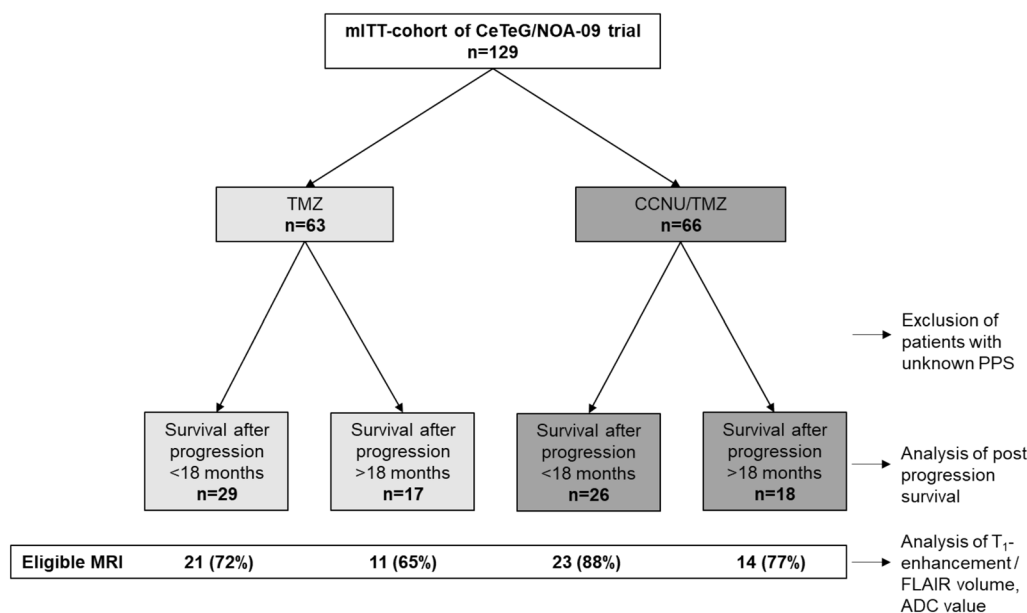 mITT-cohort of CeTeG/NOA-09 trial
n=129
TMZ
n=63
CCNU/TMZ
n=66
Exclusion of
patients with
unknown PPS
Survival after
progression
<18 months
n=29
Survival after
progression
>18 months
n=17
Survival after
progression
<18 months
n=26
Survival after
progression
>18 months
n=18
Analysis of post
progression
survival
Eligible MRI 21 (72%) 11 (65%) 23 (88%) 14 (77%)
Analysis of T₁-
enhancement /
FLAIR volume,
ADC value